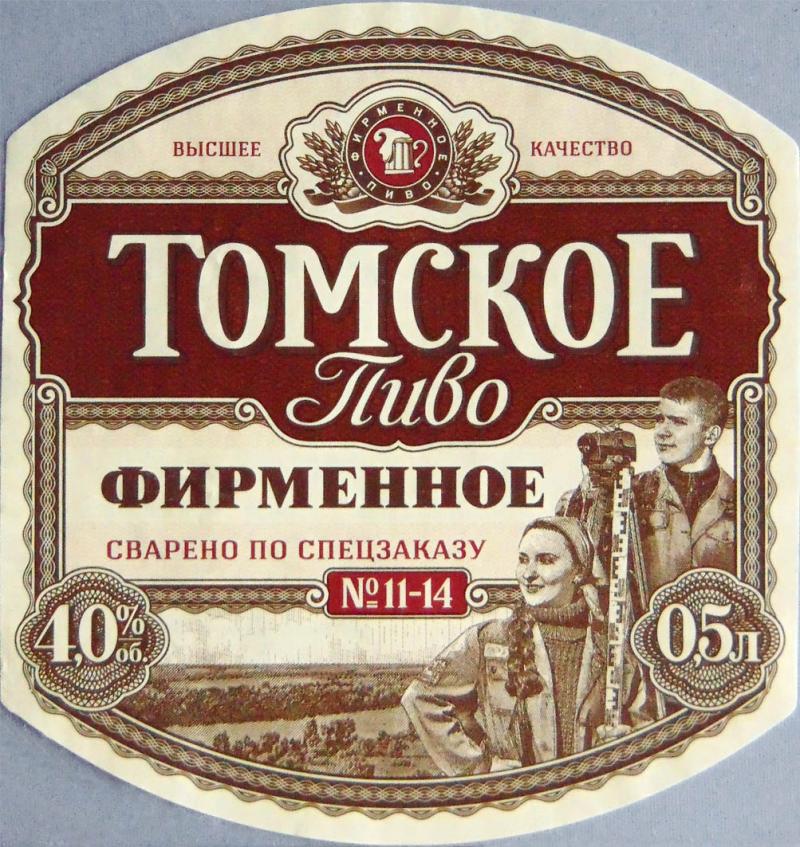 ВЫСШЕЕ КАЧЕСТВО
ФИРМЕННОЕ
ПИВО
ТОМСКОЕ
Пиво
ФИРМЕННОЕ
СВАРЕНО ПО СПЕЦЗАКАЗУ
№11-14
4,0% об.
0,5л